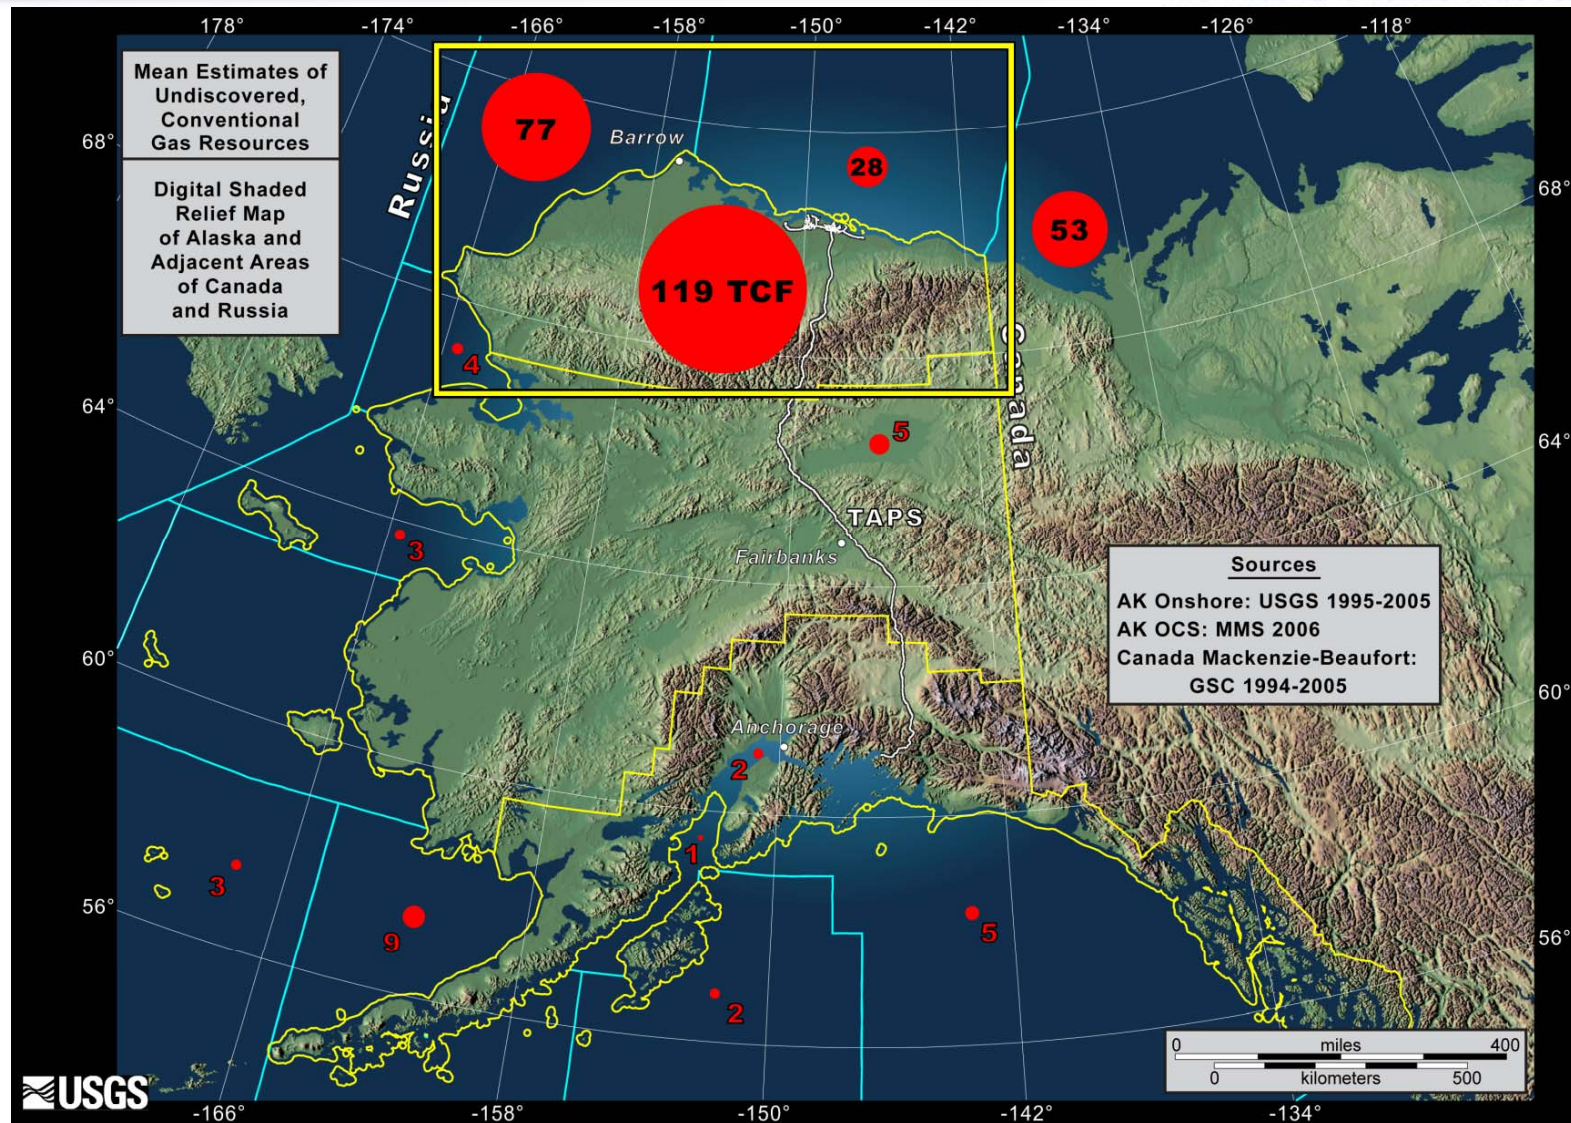 178°
-174°
-166°
-158°
-150°
-142°
-134°
-126°
-118°
Mean Estimates of
Undiscovered,
Conventional
Gas Resources
Digital Shaded
Relief Map
of Alaska and
Adjacent Areas
of Canada
and Russia
Russia
77
Barrow
28
68°
68°
53
119 TCF
4
Canada
64°
64°
5
TAPS
3
Fairbanks
Sources
AK Onshore: USGS 1995-2005
AK OCS: MMS 2006
Canada Mackenzie-Beaufort:
GSC 1994-2005
60°
60°
Anchorage
2
1
3
56°
56°
9
5
2
0 miles 400
0 kilometers 500
USGS
-166°
-158°
-150°
-142°
-134°